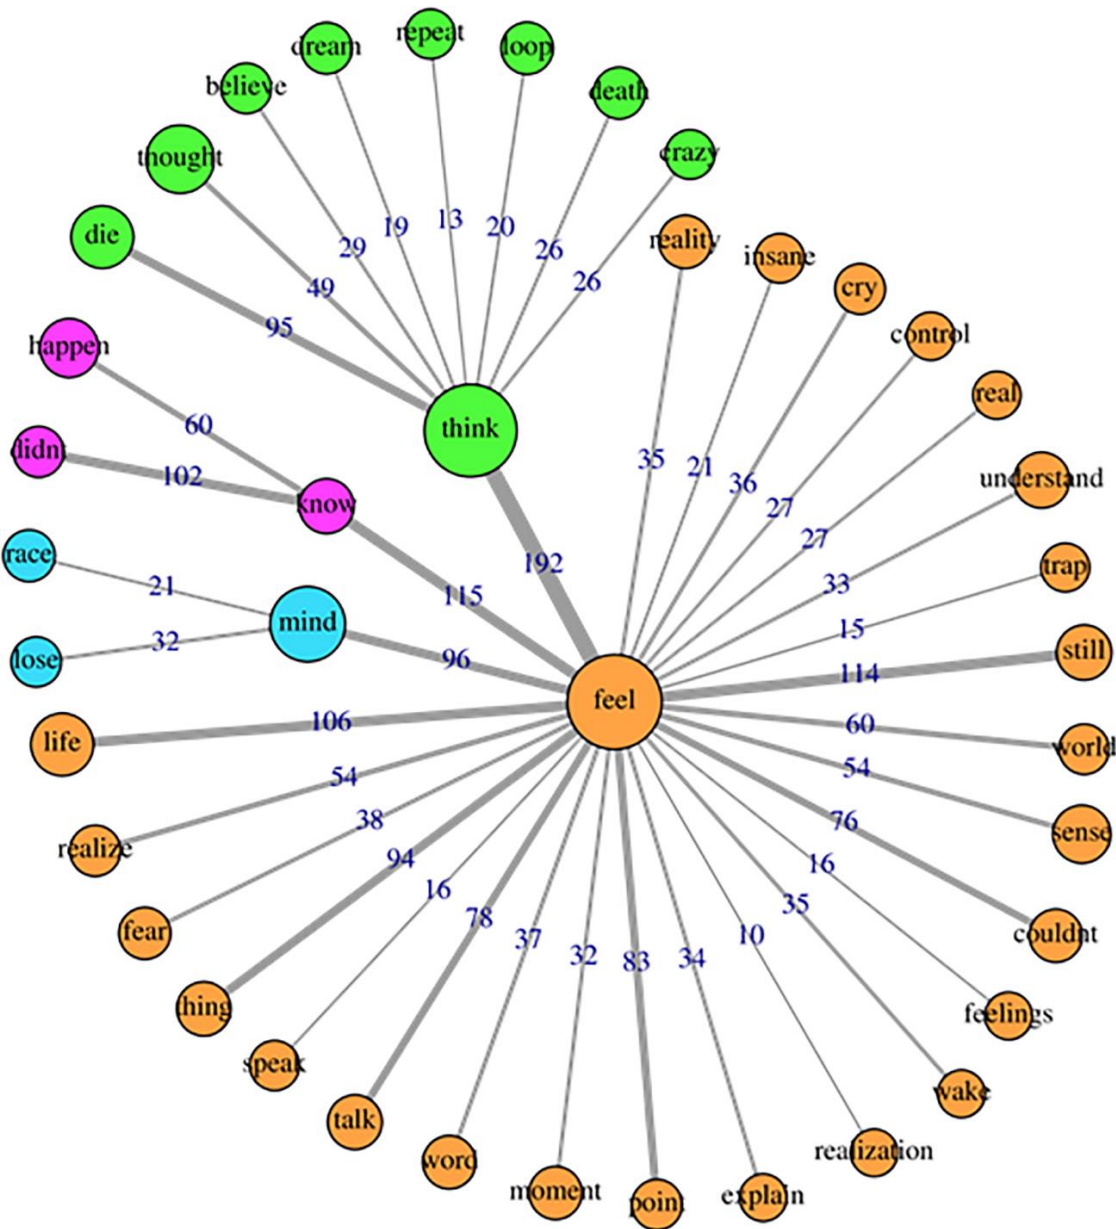 repeat
dream
loop
believe
death
thought
crazy
die
19
13
20
reality
29
26
insane
49
26
cry
95
control
happen
think
real
60
35
21
didnt
102
36
understand
know
27
27
race
192
trap
21
115
33
mind
15
lose
32
96
still
114
feel
life
106
60
world
54
54
38
76
sense
realize
94
16
16
78
35
fear
37
32
83
34
10
couldnt
thing
feelings
speak
wake
talk
word
realization
moment
point
explain